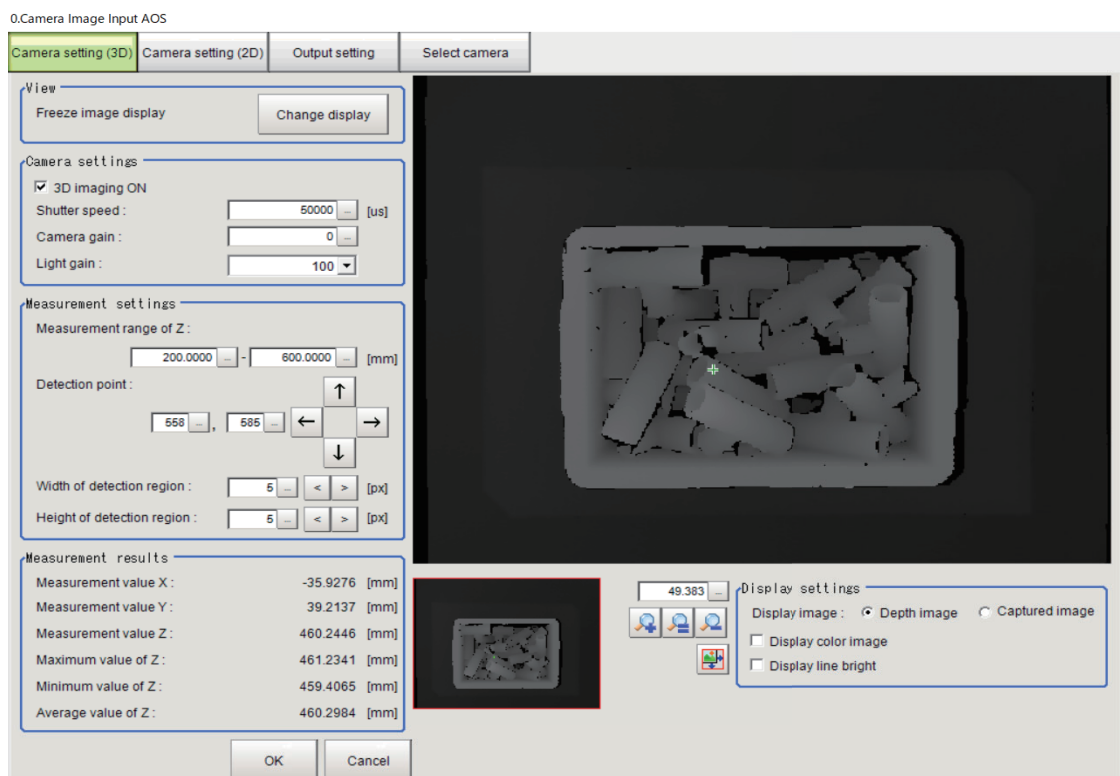 0.Camera Image Input AOS
Camera setting (3D) Camera setting (2D) Output setting Select camera
View
Freeze image display Change display
Camera settings
3D imaging ON
Shutter speed : 50000 ... [us]
Camera gain : 0 ...
Light gain : 100
Measurement settings
Measurement range of Z :
200.0000 ... - 600.0000 ... [mm]
Detection point : ↑
558 ... , 585 ... ← →
↓
Width of detection region : 5 ... < > [px]
Height of detection region : 5 ... < > [px]
Measurement results
Measurement value X : -35.9276 [mm]
Measurement value Y : 39.2137 [mm]
Measurement value Z : 460.2446 [mm]
Maximum value of Z : 461.2341 [mm]
Minimum value of Z : 459.4065 [mm]
Average value of Z : 460.2984 [mm]
OK Cancel
49.383 ...
Display settings
Display image : Depth image Captured image
Display color image
Display line bright